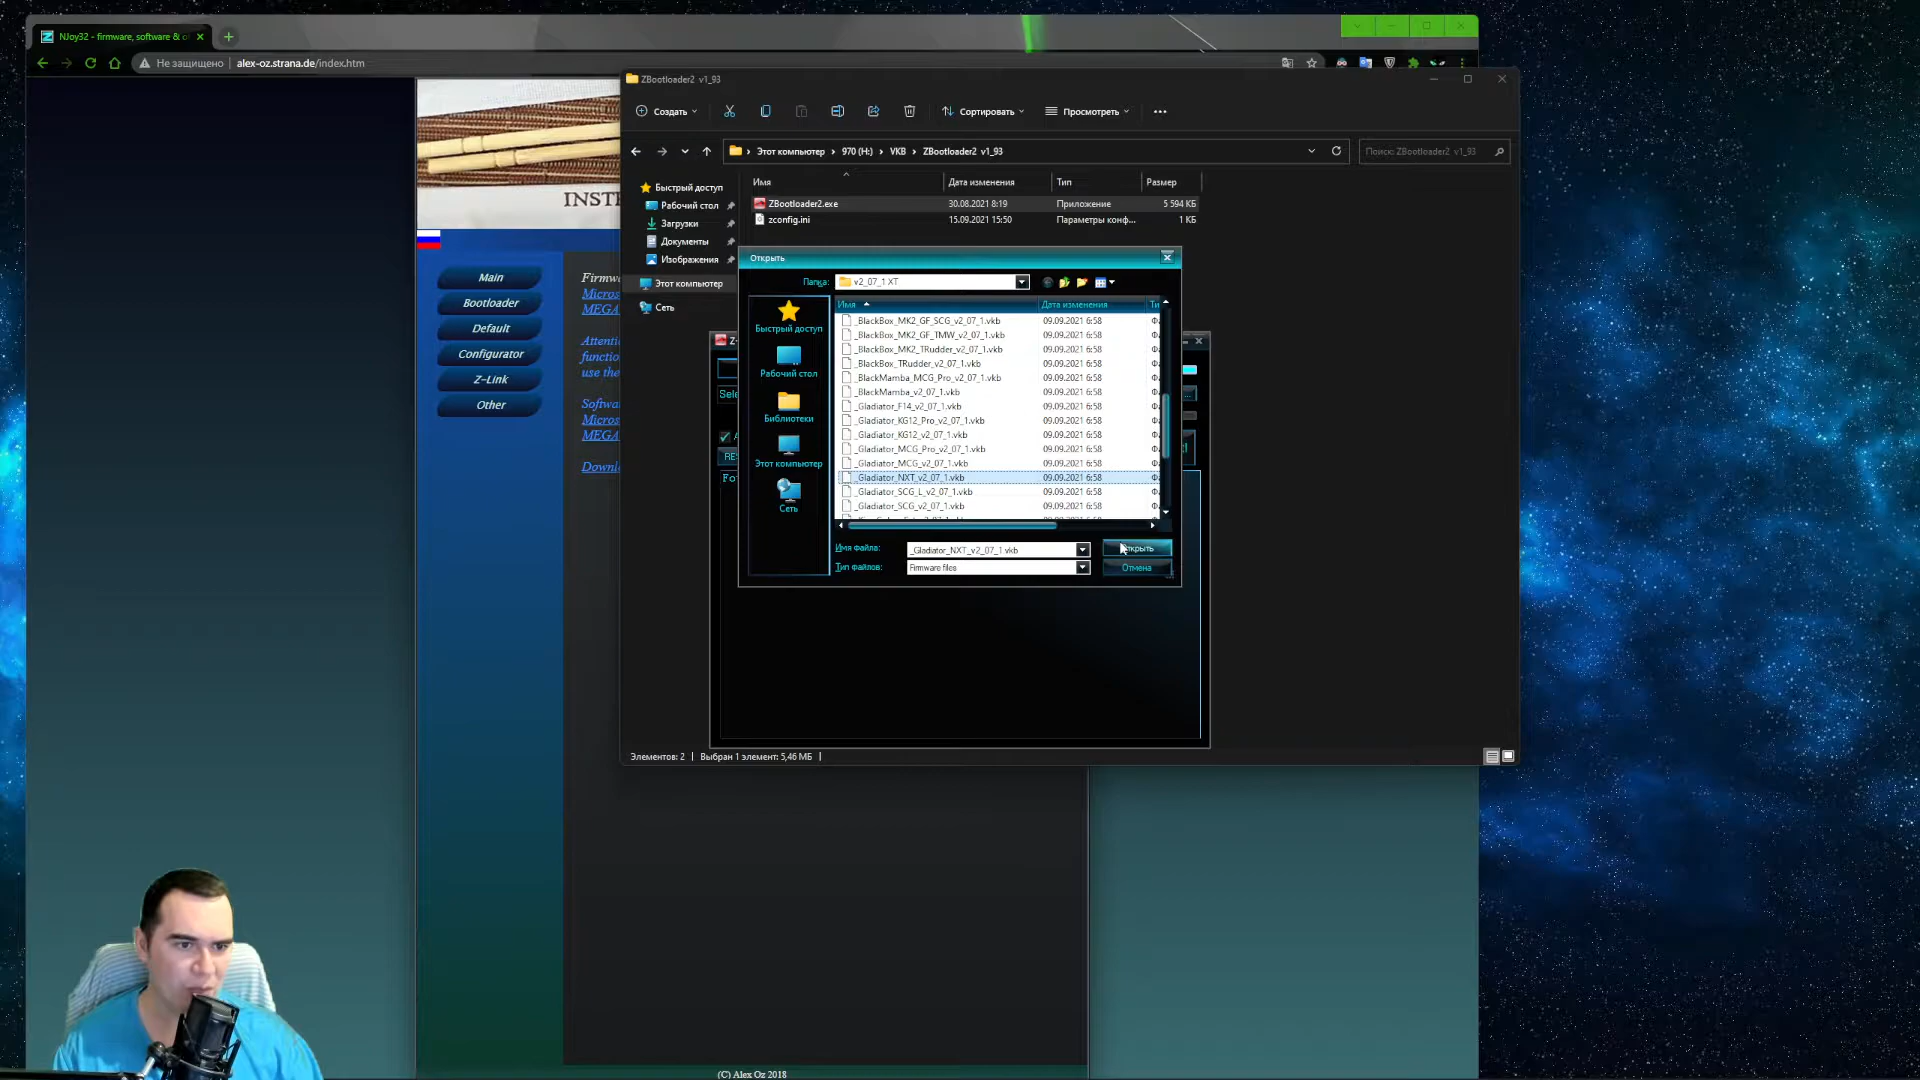 NJoy32 - firmware, software &
Не защищено
alex-oz.strana.de/index.htm
INST
Main
Bootloader
Default
Configurator
Z-Link
Other
Firmw
Micros
MEGA
Attenti
functio
use the
Softwa
Micros
MEGA
Downl
(C) Alex Oz 2018
ZBootloader2 v1_93
Создать
Сортировать
Просмотреть
Этот компьютер
970 (H:)
VKB
ZBootloader2 v1_93
Поиск: ZBootloader2 v1_93
Быстрый доступ
Рабочий стол
Загрузки
Документы
Изображения
Этот компьютер
Сеть
Имя
Дата изменения
Тип
Размер
ZBootloader2.exe
30.08.2021 8:19
Приложение
5 594 КБ
zconfig.ini
15.09.2021 15:50
Параметры конф...
1 КБ
Открыть
Папка:
v2_07_1 XT
Быстрый доступ
Рабочий стол
Библиотеки
Этот компьютер
Сеть
Имя
Дата изменения
Ти
_BlackBox_MK2_GF_SCG_v2_07_1.vkb 09.09.2021 6:58
_BlackBox_MK2_GF_TMW_v2_07_1.vkb 09.09.2021 6:58
_BlackBox_MK2_TRudder_v2_07_1.vkb 09.09.2021 6:58
_BlackBox_TRudder_v2_07_1.vkb 09.09.2021 6:58
_BlackMamba_MCG_Pro_v2_07_1.vkb 09.09.2021 6:58
_BlackMamba_v2_07_1.vkb 09.09.2021 6:58
_Gladiator_F14_v2_07_1.vkb 09.09.2021 6:58
_Gladiator_KG12_Pro_v2_07_1.vkb 09.09.2021 6:58
_Gladiator_KG12_v2_07_1.vkb 09.09.2021 6:58
_Gladiator_MCG_Pro_v2_07_1.vkb 09.09.2021 6:58
_Gladiator_MCG_v2_07_1.vkb 09.09.2021 6:58
_Gladiator_NXT_v2_07_1.vkb 09.09.2021 6:58
_Gladiator_SCG_L_v2_07_1.vkb 09.09.2021 6:58
_Gladiator_SCG_v2_07_1.vkb 09.09.2021 6:58
Имя файла:
_Gladiator_NXT_v2_07_1.vkb
Открыть
Тип файлов:
Firmware files
Отмена
Sele
RES
Fo
Элементов: 2
Выбран 1 элемент: 5,46 МБ